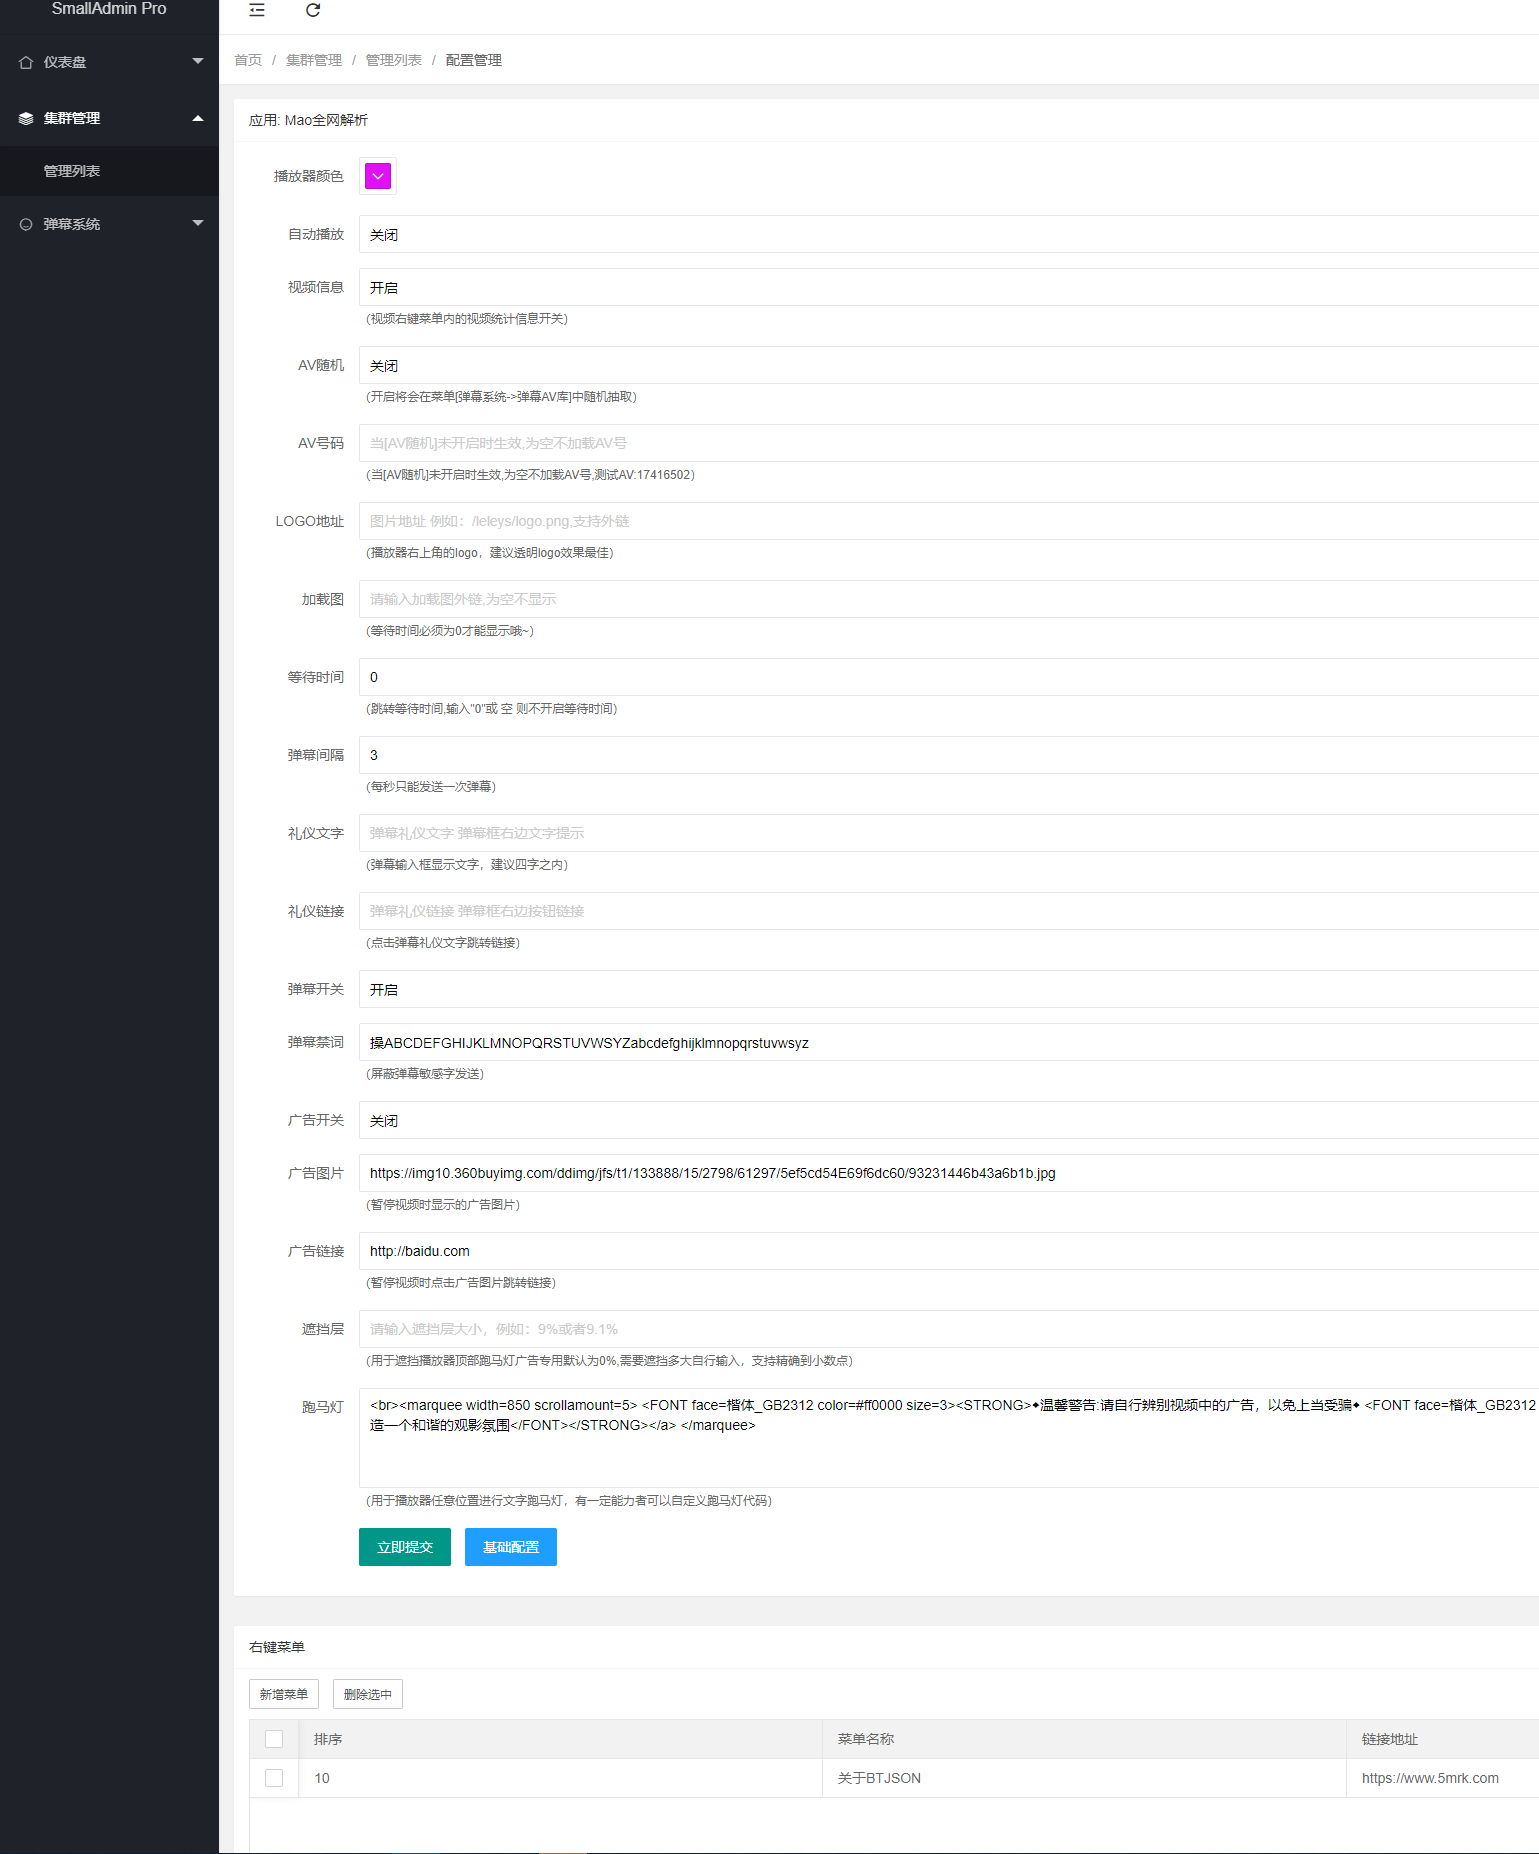 SmallAdmin Pro
仪表盘
集群管理
管理列表
弹幕系统
首页 / 集群管理 / 管理列表 / 配置管理
应用: Mao全网解析
播放器颜色
自动播放 关闭
视频信息 开启
(视频右键菜单内的视频统计信息开关)
AV随机 关闭
(开启将会在菜单[弹幕系统->弹幕AV库]中随机抽取)
AV号码 当[AV随机]未开启时生效,为空不加载AV号
(当[AV随机]未开启时生效,为空不加载AV号,测试AV:17416502)
LOGO地址 图片地址 例如：/leleys/logo.png,支持外链
(播放器右上角的logo，建议透明logo效果最佳)
加载图 请输入加载图外链,为空不显示
(等待时间必须为0才能显示哦~)
等待时间 0
(跳转等待时间,输入"0"或 空 则不开启等待时间)
弹幕间隔 3
(每秒只能发送一次弹幕)
礼仪文字 弹幕礼仪文字 弹幕框右边文字提示
(弹幕输入框显示文字，建议四字之内)
礼仪链接 弹幕礼仪链接 弹幕框右边按钮链接
(点击弹幕礼仪文字跳转链接)
弹幕开关 开启
弹幕禁词 操ABCDEFGHIJKLMNOPQRSTUVWSYZabcdefghijklmnopqrstuvwsyz
(屏蔽弹幕敏感字发送)
广告开关 关闭
广告图片 https://img10.360buyimg.com/ddimg/jfs/t1/133888/15/2798/61297/5ef5cd54E69f6dc60/93231446b43a6b1b.jpg
(暂停视频时显示的广告图片)
广告链接 http://baidu.com
(暂停视频时点击广告图片跳转链接)
遮挡层 请输入遮挡层大小，例如：9%或者9.1%
(用于遮挡播放器顶部跑马灯广告专用默认为0%,需要遮挡多大自行输入，支持精确到小数点)
跑马灯 <br><marquee width=850 scrollamount=5> <FONT face=楷体_GB2312 color=#ff0000 size=3><STRONG>◆温馨警告:请自行辨别视频中的广告，以免上当受骗◆ <FONT face=楷体_GB2312
造一个和谐的观影氛围</FONT></STRONG></a> </marquee>
(用于播放器任意位置进行文字跑马灯，有一定能力者可以自定义跑马灯代码)
立即提交 基础配置
右键菜单
新增菜单 删除选中
排序 菜单名称 链接地址
10 关于BTJSON https://www.5mrk.com